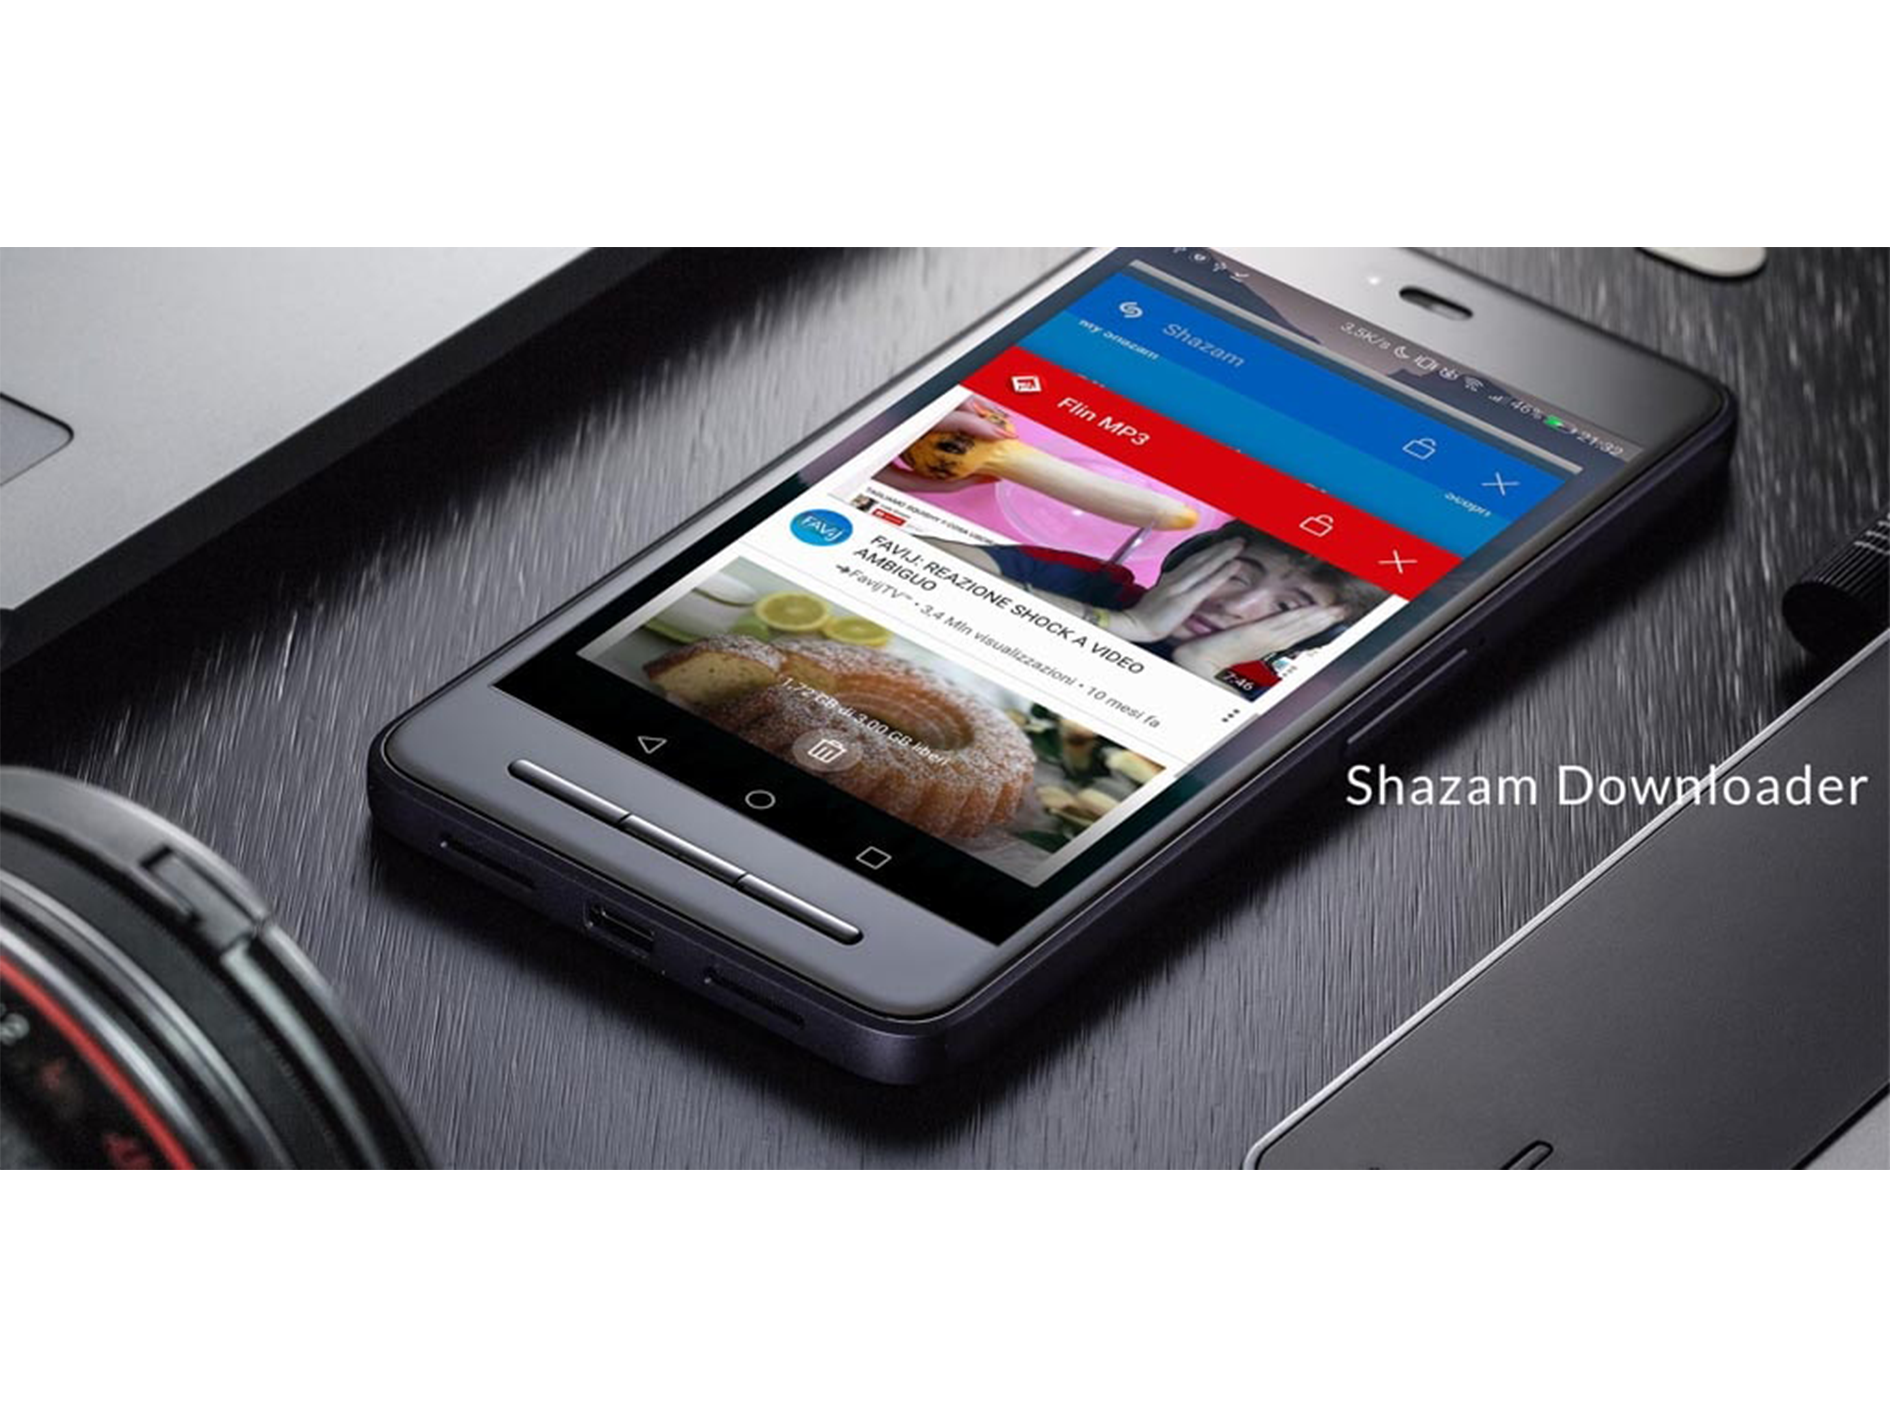 3,5K/s 46% 21:32
Shazam
My Shazam
Flin MP3
FAVIJ
FAVIJ: REAZIONE SHOCK A VIDEO
AMBIGUO
➔FavijTV™ • 3,4 Mln visualizzazioni • 10 mesi fa
7:46
1,72 GB di 3,00 GB liberi
Shazam Downloader